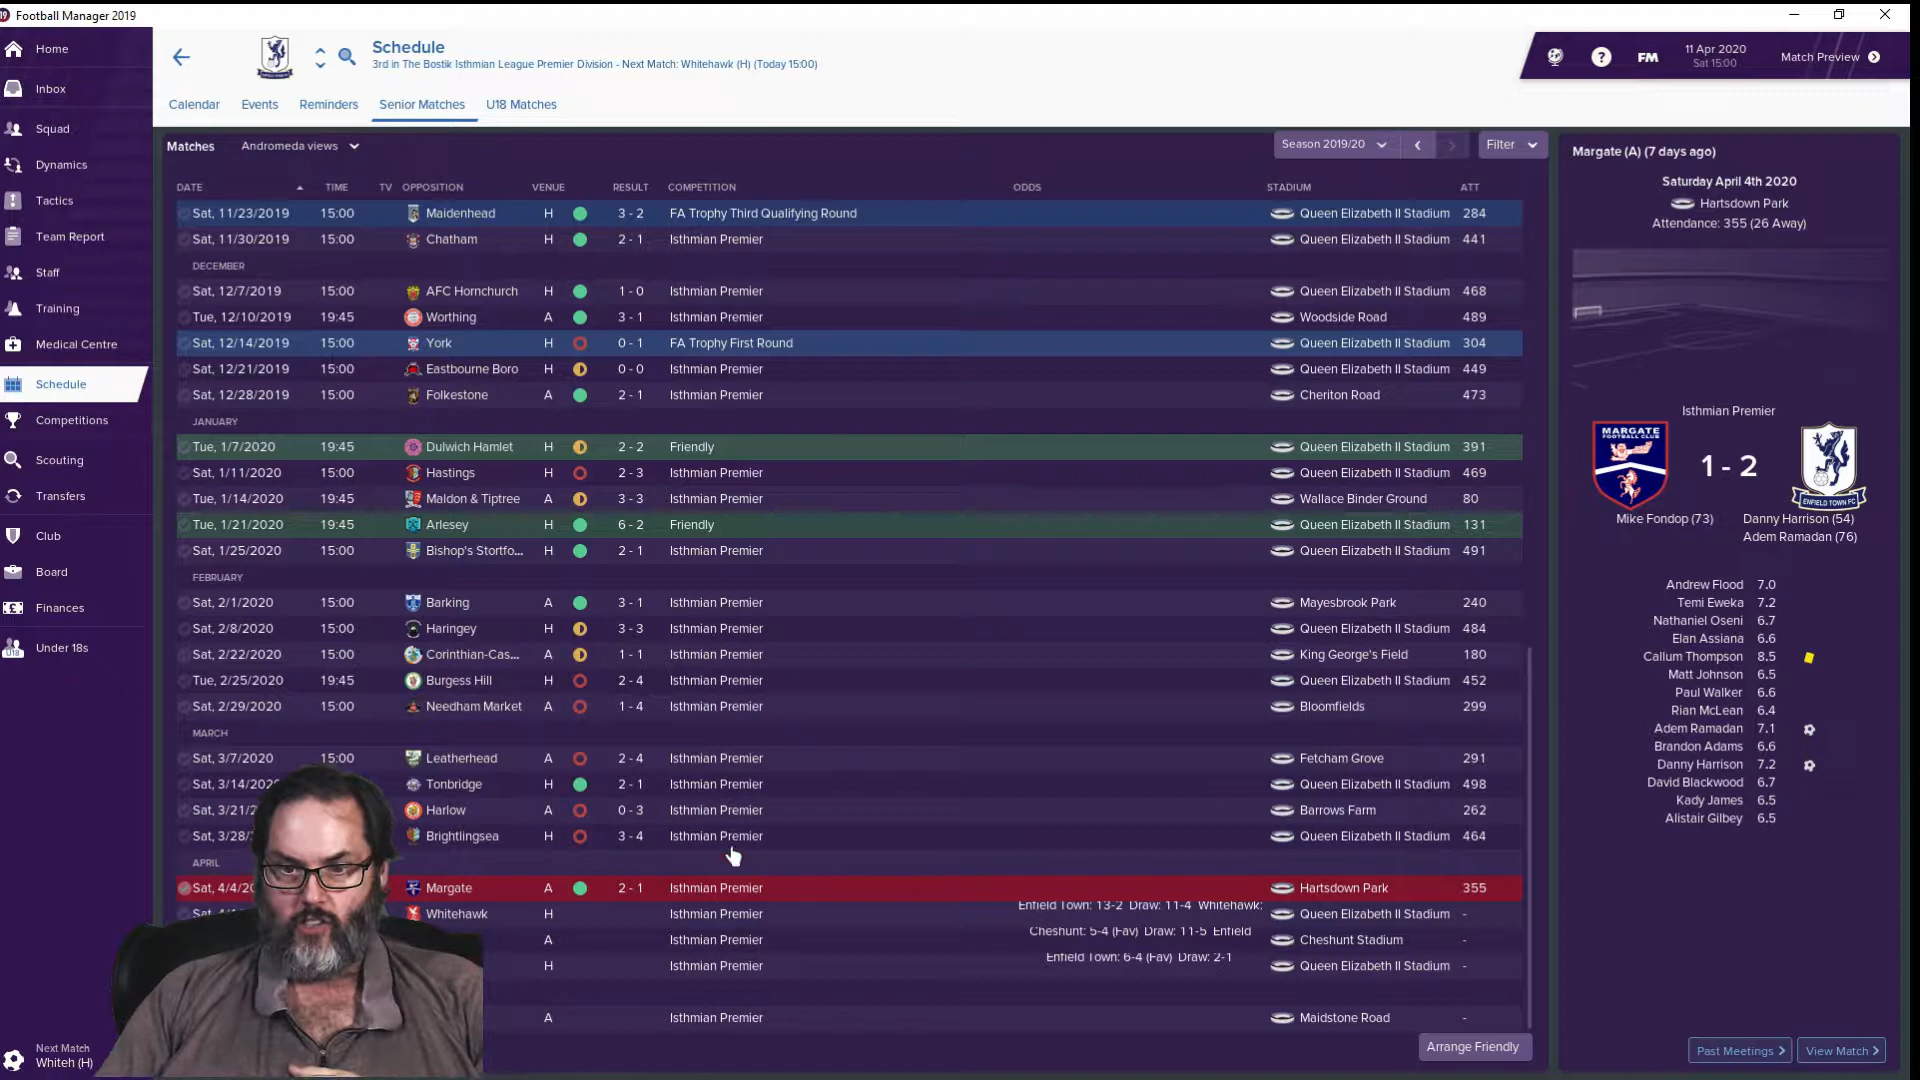 Football Manager 2019
Home
Inbox
Squad
Dynamics
Tactics
Team Report
Staff
Training
Medical Centre
Schedule
Competitions
Scouting
Transfers
Club
Board
Finances
Under 18s
Next Match
Whiteh (H)
Schedule
3rd in The Bostik Isthmian League Premier Division - Next Match: Whitehawk (H) (Today 15:00)
11 Apr 2020
Sat 15:00
FM
Match Preview
Calendar Events Reminders Senior Matches U18 Matches
Matches Andromeda views Season 2019/20 Filter
DATE TIME TV OPPOSITION VENUE RESULT COMPETITION ODDS STADIUM ATT
Sat, 11/23/2019 15:00 Maidenhead H 3 - 2 FA Trophy Third Qualifying Round Queen Elizabeth II Stadium 284
Sat, 11/30/2019 15:00 Chatham H 2 - 1 Isthmian Premier Queen Elizabeth II Stadium 441
DECEMBER
Sat, 12/7/2019 15:00 AFC Hornchurch H 1 - 0 Isthmian Premier Queen Elizabeth II Stadium 468
Tue, 12/10/2019 19:45 Worthing A 3 - 1 Isthmian Premier Woodside Road 489
Sat, 12/14/2019 15:00 York H 0 - 1 FA Trophy First Round Queen Elizabeth II Stadium 304
Sat, 12/21/2019 15:00 Eastbourne Boro H 0 - 0 Isthmian Premier Queen Elizabeth II Stadium 449
Sat, 12/28/2019 15:00 Folkestone A 2 - 1 Isthmian Premier Cheriton Road 473
JANUARY
Tue, 1/7/2020 19:45 Dulwich Hamlet H 2 - 2 Friendly Queen Elizabeth II Stadium 391
Sat, 1/11/2020 15:00 Hastings H 2 - 3 Isthmian Premier Queen Elizabeth II Stadium 469
Tue, 1/14/2020 19:45 Maldon & Tiptree A 3 - 3 Isthmian Premier Wallace Binder Ground 80
Tue, 1/21/2020 19:45 Arlesey H 6 - 2 Friendly Queen Elizabeth II Stadium 131
Sat, 1/25/2020 15:00 Bishop's Stortfo... H 2 - 1 Isthmian Premier Queen Elizabeth II Stadium 491
FEBRUARY
Sat, 2/1/2020 15:00 Barking A 3 - 1 Isthmian Premier Mayesbrook Park 240
Sat, 2/8/2020 15:00 Haringey H 3 - 3 Isthmian Premier Queen Elizabeth II Stadium 484
Sat, 2/22/2020 15:00 Corinthian-Cas... A 1 - 1 Isthmian Premier King George's Field 180
Tue, 2/25/2020 19:45 Burgess Hill H 2 - 4 Isthmian Premier Queen Elizabeth II Stadium 452
Sat, 2/29/2020 15:00 Needham Market A 1 - 4 Isthmian Premier Bloomfields 299
MARCH
Sat, 3/7/2020 15:00 Leatherhead A 2 - 4 Isthmian Premier Fetcham Grove 291
Sat, 3/14/2020 Tonbridge H 2 - 1 Isthmian Premier Queen Elizabeth II Stadium 498
Sat, 3/21/2 Harlow A 0 - 3 Isthmian Premier Barrows Farm 262
Sat, 3/28/ Brightlingsea H 3 - 4 Isthmian Premier Queen Elizabeth II Stadium 464
APRIL
Sat, 4/4/20 Margate A 2 - 1 Isthmian Premier Hartsdown Park 355
Sat, 4/ Whitehawk H Isthmian Premier Enfield Town: 13-2 Draw: 11-4 Whitehawk: Queen Elizabeth II Stadium -
A Isthmian Premier Cheshunt: 5-4 (Fav) Draw: 11-5 Enfield Cheshunt Stadium -
H Isthmian Premier Enfield Town: 6-4 (Fav) Draw: 2-1 Queen Elizabeth II Stadium -
A Isthmian Premier Maidstone Road -
Arrange Friendly
Margate (A) (7 days ago)
Saturday April 4th 2020
Hartsdown Park
Attendance: 355 (26 Away)
Isthmian Premier
MARGATE
FOOTBALL CLUB
1 - 2
ENFIELD TOWN FC
Mike Fondop (73) Danny Harrison (54)
Adem Ramadan (76)
Andrew Flood 7.0
Temi Eweka 7.2
Nathaniel Oseni 6.7
Elan Assiana 6.6
Callum Thompson 8.5
Matt Johnson 6.5
Paul Walker 6.6
Rian McLean 6.4
Adem Ramadan 7.1
Brandon Adams 6.6
Danny Harrison 7.2
David Blackwood 6.7
Kady James 6.5
Alistair Gilbey 6.5
Past Meetings View Match